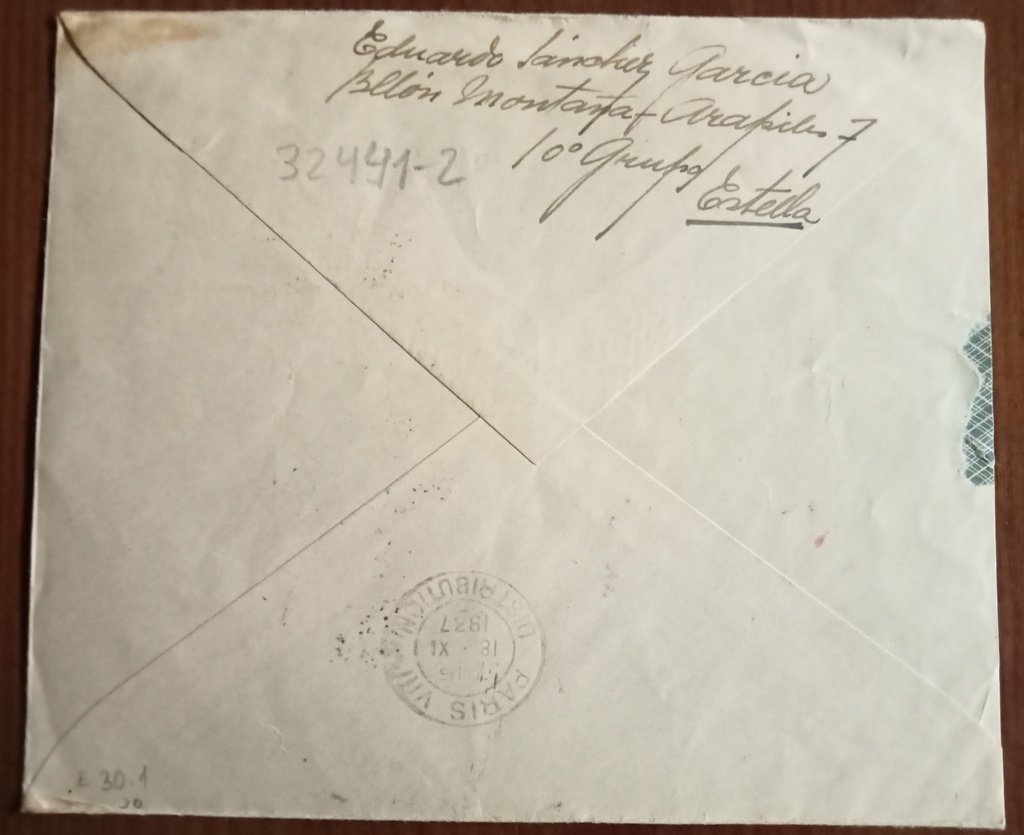 Eduardo Sánchez Garcia
Bllón Montaña - Arapiles 7
10º Grupo
Estella
32491-2
PARIS VIII
DISTRIBUTION
18 · XI
1937
E 30.1